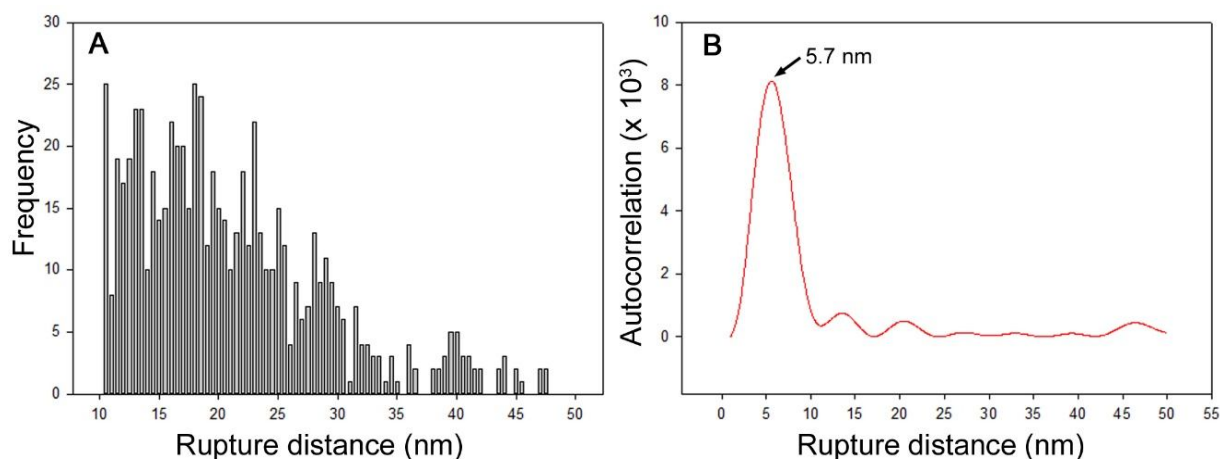 A
Frequency
30
25
20
15
10
5
0
10 15 20 25 30 35 40 45 50
Rupture distance (nm)
B
5.7 nm
Autocorrelation (x 10³)
10
8
6
4
2
0
0 5 10 15 20 25 30 35 40 45 50 55
Rupture distance (nm)